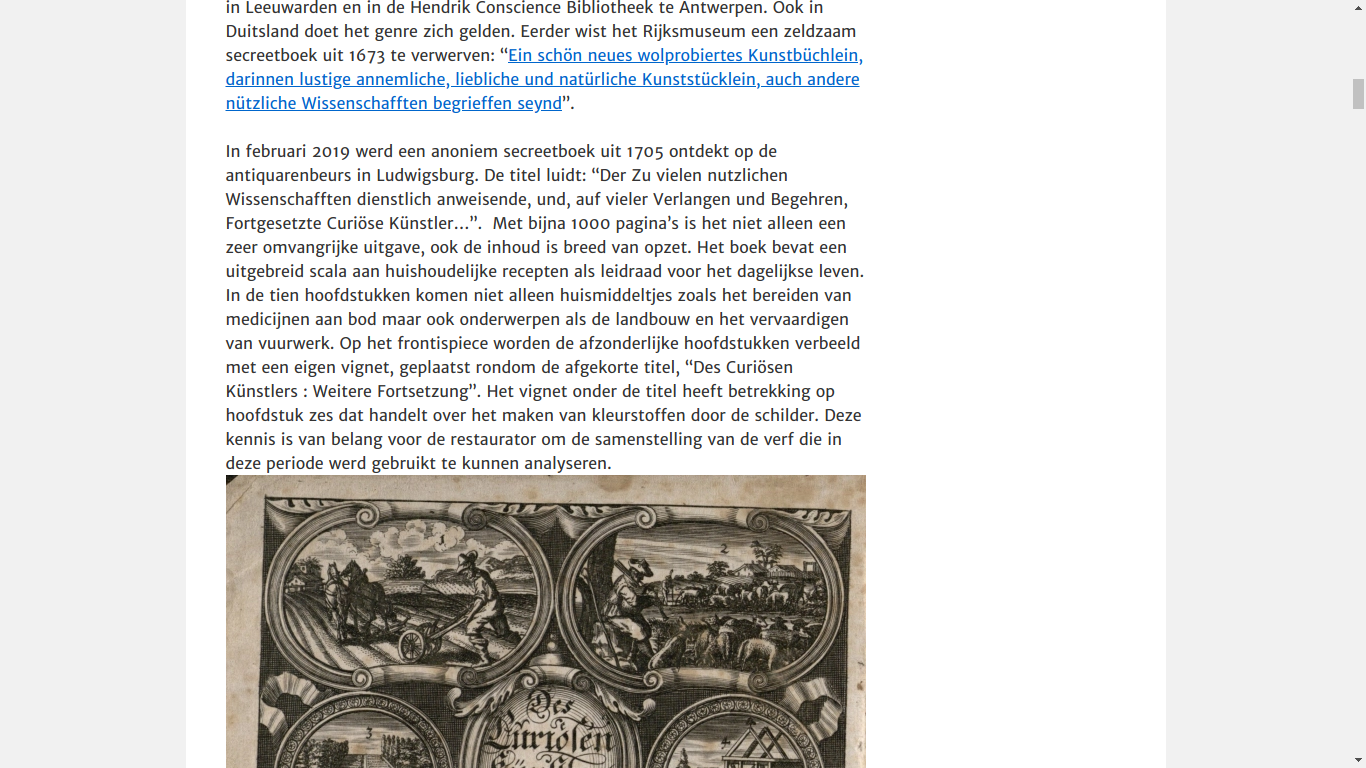 in Leeuwarden en in de Hendrik Conscience Bibliotheek te Antwerpen. Ook in
Duitsland doet het genre zich gelden. Eerder wist het Rijksmuseum een zeldzaam
secreetboek uit 1673 te verwerven: “Ein schön neues wolprobiertes Kunstbüchlein,
darinnen lustige annemliche, liebliche und natürliche Kunststücklein, auch andere
nützliche Wissenschafften begrieffen seynd”.
In februari 2019 werd een anoniem secreetboek uit 1705 ontdekt op de
antiquarenbeurs in Ludwigsburg. De titel luidt: “Der Zu vielen nutzlichen
Wissenschafften dienstlich anweisende, und, auf vieler Verlangen und Begehren,
Fortgesetzte Curiöse Künstler…”.  Met bijna 1000 pagina’s is het niet alleen een
zeer omvangrijke uitgave, ook de inhoud is breed van opzet. Het boek bevat een
uitgebreid scala aan huishoudelijke recepten als leidraad voor het dagelijkse leven.
In de tien hoofdstukken komen niet alleen huismiddeltjes zoals het bereiden van
medicijnen aan bod maar ook onderwerpen als de landbouw en het vervaardigen
van vuurwerk. Op het frontispiece worden de afzonderlijke hoofdstukken verbeeld
met een eigen vignet, geplaatst rondom de afgekorte titel, “Des Curiösen
Künstlers : Weitere Fortsetzung”. Het vignet onder de titel heeft betrekking op
hoofdstuk zes dat handelt over het maken van kleurstoffen door de schilder. Deze
kennis is van belang voor de restaurator om de samenstelling van de verf die in
deze periode werd gebruikt te kunnen analyseren.
1
2
Des
Curiosen
3
4